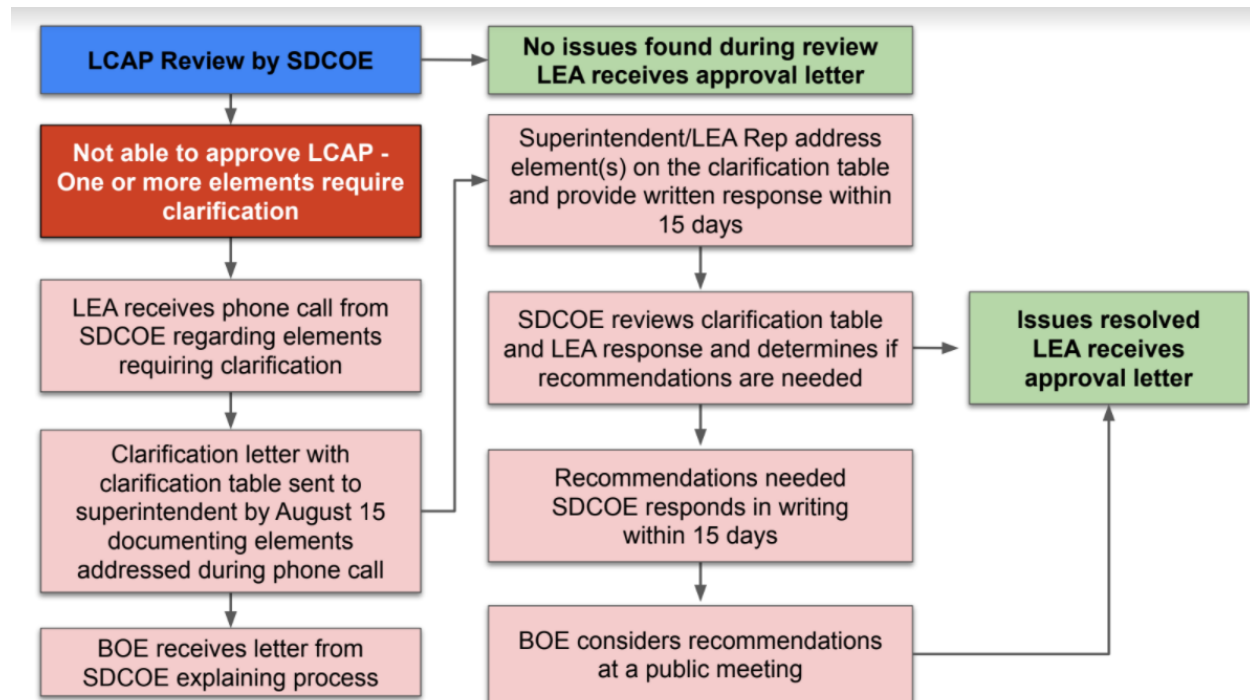 LCAP Review by SDCOE
No issues found during review
LEA receives approval letter
Not able to approve LCAP -
One or more elements require
clarification
LEA receives phone call from
SDCOE regarding elements
requiring clarification
Clarification letter with
clarification table sent to
superintendent by August 15
documenting elements
addressed during phone call
BOE receives letter from
SDCOE explaining process
Superintendent/LEA Rep address
element(s) on the clarification table
and provide written response within
15 days
SDCOE reviews clarification table
and LEA response and determines if
recommendations are needed
Recommendations needed
SDCOE responds in writing
within 15 days
BOE considers recommendations
at a public meeting
Issues resolved
LEA receives
approval letter